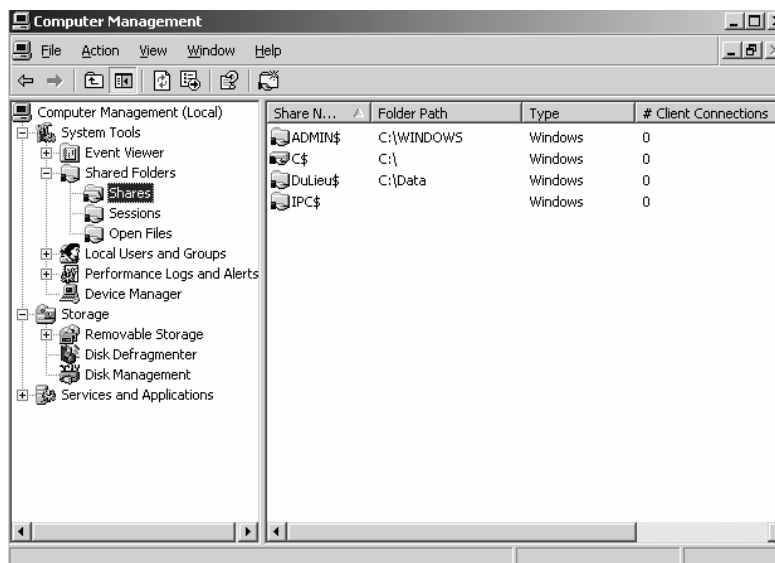 Computer Management
File Action View Window Help
Computer Management (Local)
System Tools
Event Viewer
Shared Folders
Shares
Sessions
Open Files
Local Users and Groups
Performance Logs and Alerts
Device Manager
Storage
Removable Storage
Disk Defragmenter
Disk Management
Services and Applications
Share N... Folder Path Type # Client Connections
ADMIN$ C:\WINDOWS Windows 0
C$ C:\ Windows 0
DuLieu$ C:\Data Windows 0
IPC$ Windows 0